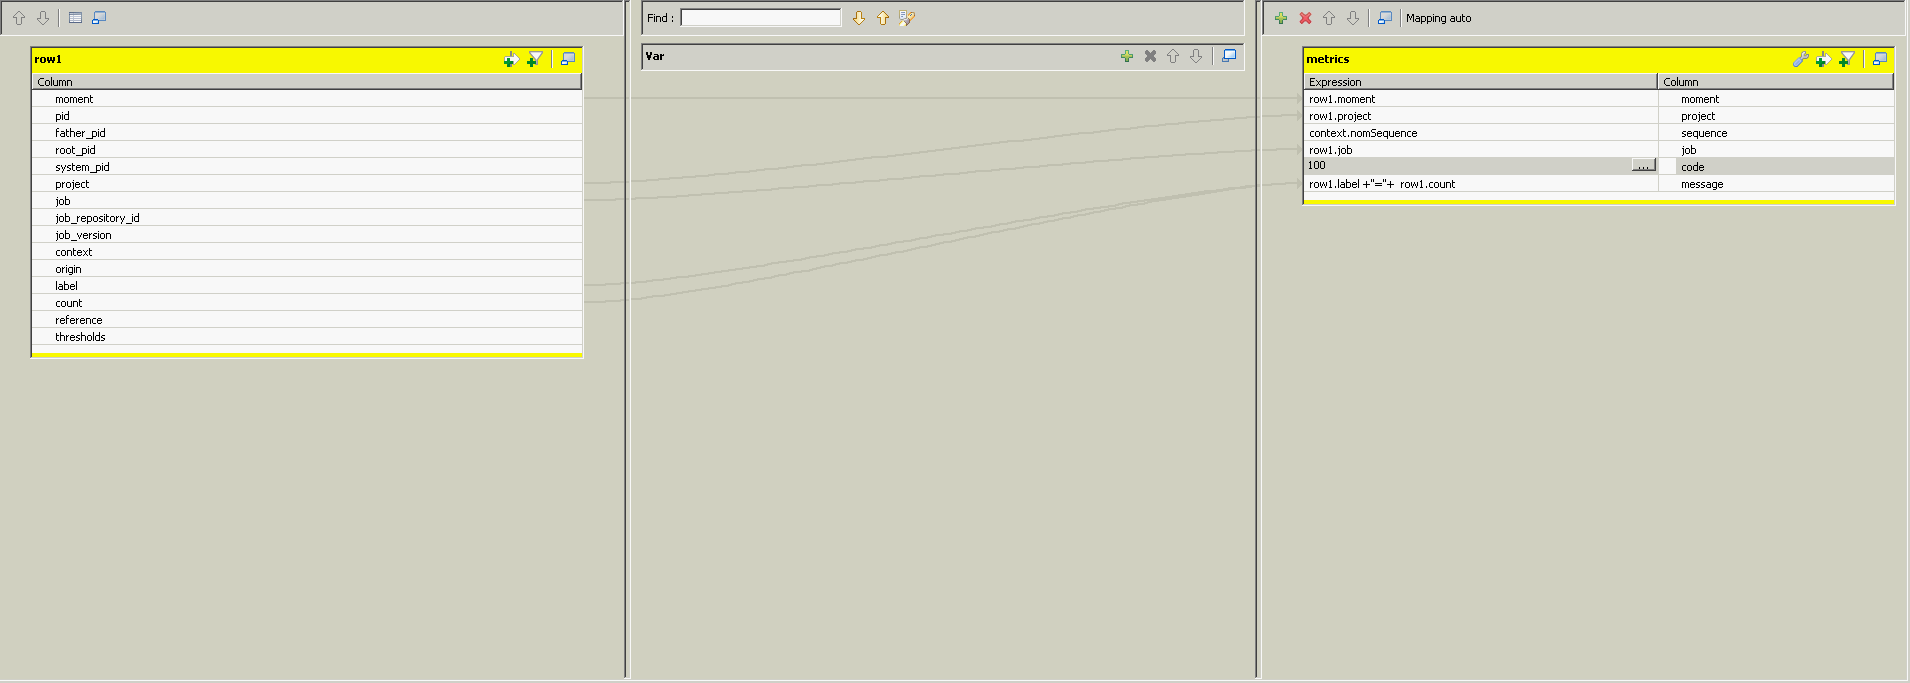 row1
Column
moment
pid
father_pid
root_pid
system_pid
project
job
job_repository_id
job_version
context
origin
label
count
reference
thresholds
Find :
Var
Mapping auto
metrics
Expression Column
row1.moment moment
row1.project project
context.nomSequence sequence
row1.job job
100 ... code
row1.label +"="+ row1.count message